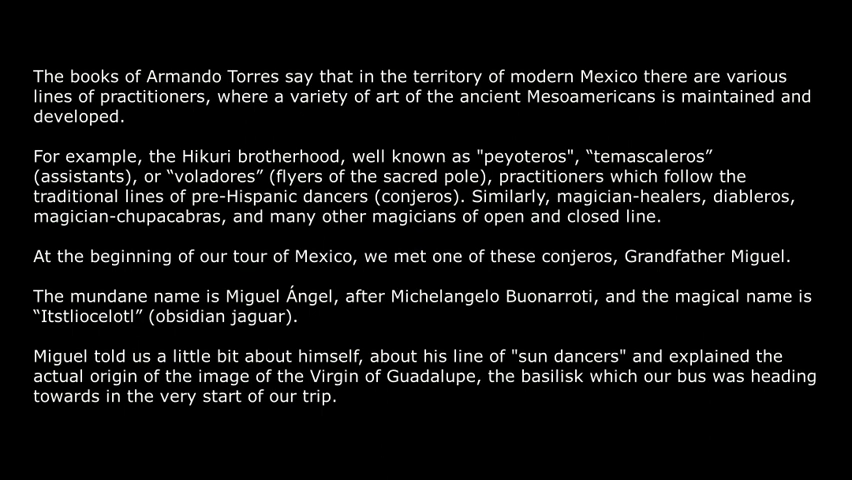 The books of Armando Torres say that in the territory of modern Mexico there are various
lines of practitioners, where a variety of art of the ancient Mesoamericans is maintained and
developed.
For example, the Hikuri brotherhood, well known as "peyoteros", “temascaleros”
(assistants), or “voladores” (flyers of the sacred pole), practitioners which follow the
traditional lines of pre-Hispanic dancers (conjeros). Similarly, magician-healers, diableros,
magician-chupacabras, and many other magicians of open and closed line.
At the beginning of our tour of Mexico, we met one of these conjeros, Grandfather Miguel.
The mundane name is Miguel Ángel, after Michelangelo Buonarroti, and the magical name is
“Itstliocelotl” (obsidian jaguar).
Miguel told us a little bit about himself, about his line of "sun dancers" and explained the
actual origin of the image of the Virgin of Guadalupe, the basilisk which our bus was heading
towards in the very start of our trip.